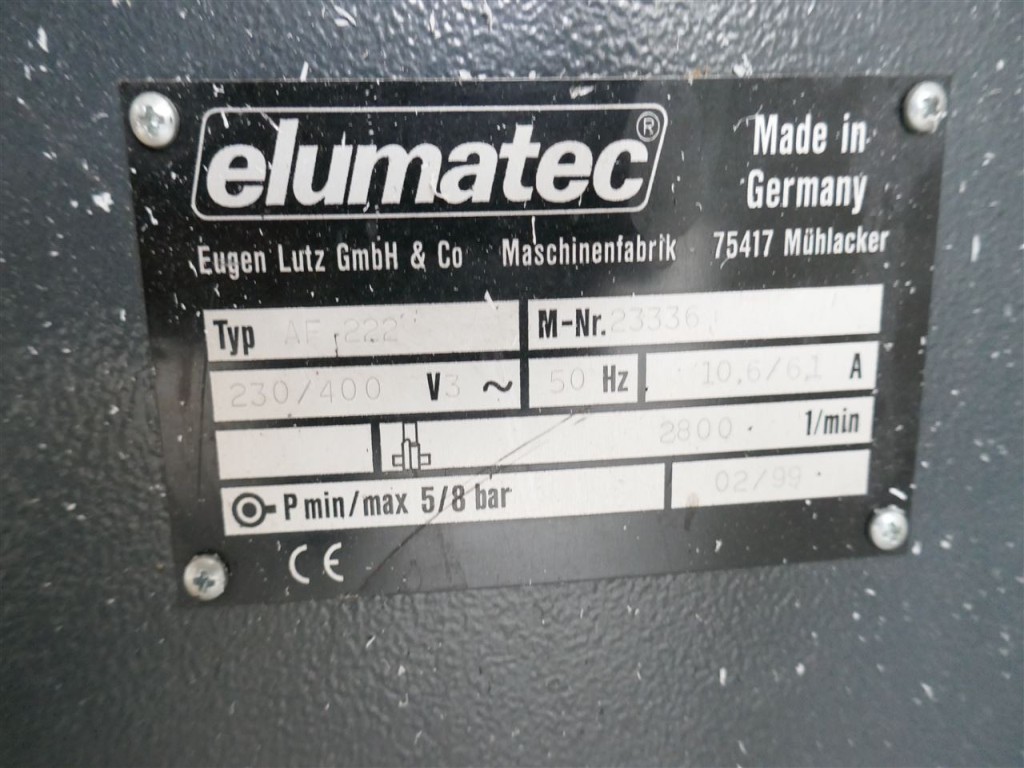 elumatec®
Made in
Germany
Eugen Lutz GmbH & Co Maschinenfabrik 75417 Mühlacker
Typ AF 222 M-Nr. 23336
230/400 V 3 ~ 50 Hz 10,6/6,1 A
2800 1/min
P min/max 5/8 bar 02/99
CE